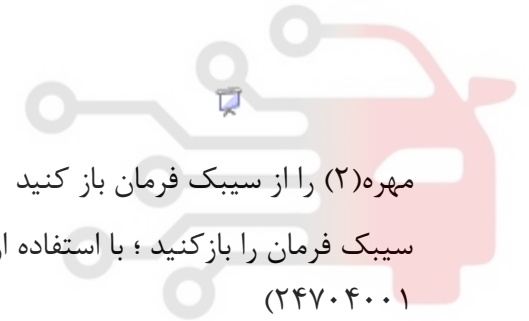 مهره(۲) را از سیبک فرمان باز کنید
سیبک فرمان را بازکنید ؛ با استفاده از
(۲۴۷۰۴۰۰۱